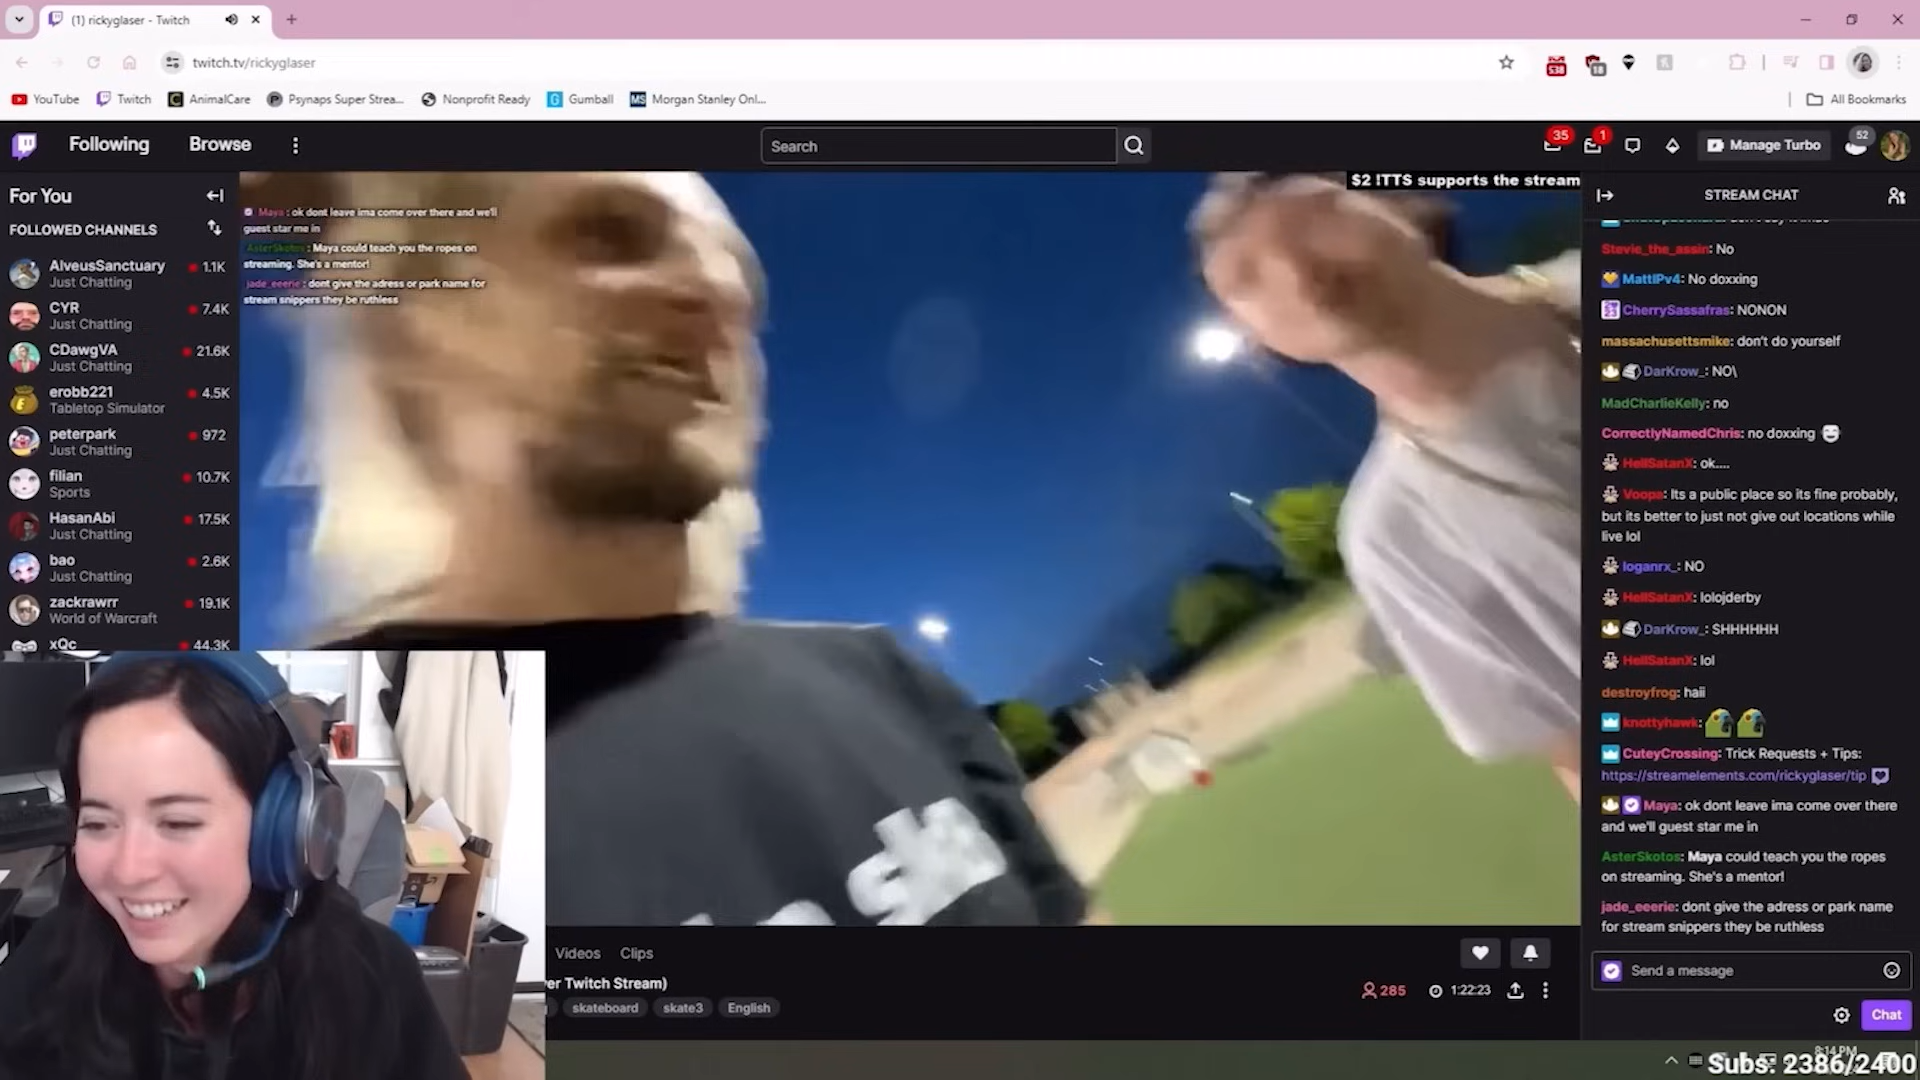 (1) rickyglaser - Twitch
twitch.tv/rickyglaser
538
18
YouTube
Twitch
AnimalCare
Psynaps Super Strea...
Nonprofit Ready
Gumball
Morgan Stanley Onl...
All Bookmarks
Following
Browse
Search
35
1
Manage Turbo
52
For You
FOLLOWED CHANNELS
AlveusSanctuary 1.1K
Just Chatting
CYR 7.4K
Just Chatting
CDawgVA 21.6K
Just Chatting
erobb221 4.5K
Tabletop Simulator
peterpark 972
Just Chatting
filian 10.7K
Sports
HasanAbi 17.5K
Just Chatting
bao 2.6K
Just Chatting
zackrawrr 19.1K
World of Warcraft
xQc 44.3K
$2 !TTS supports the stream
Maya : ok dont leave ima come over there and we'll
guest star me in
AsterSkotos : Maya could teach you the ropes on
streaming. She's a mentor!
jade_eeerie : dont give the adress or park name for
stream snippers they be ruthless
Videos
Clips
er Twitch Stream)
skateboard
skate3
English
285
1:22:23
STREAM CHAT
Stevie_the_assin: No
MattIPv4: No doxxing
CherrySassafras: NONON
massachusettsmike: don't do yourself
DarKrow_: NO\
MadCharlieKelly: no
CorrectlyNamedChris: no doxxing
HellSatanX: ok....
Voopa: Its a public place so its fine probably,
but its better to just not give out locations while
live lol
loganrx_: NO
HellSatanX: lolojderby
DarKrow_: SHHHHHH
HellSatanX: lol
destroyfrog: haii
knottyhawk:
CuteyCrossing: Trick Requests + Tips:
https://streamelements.com/rickyglaser/tip
Maya: ok dont leave ima come over there
and we'll guest star me in
AsterSkotos: Maya could teach you the ropes
on streaming. She's a mentor!
jade_eeerie: dont give the adress or park name
for stream snippers they be ruthless
Send a message
Chat
8:14 PM
Subs: 2386/2400